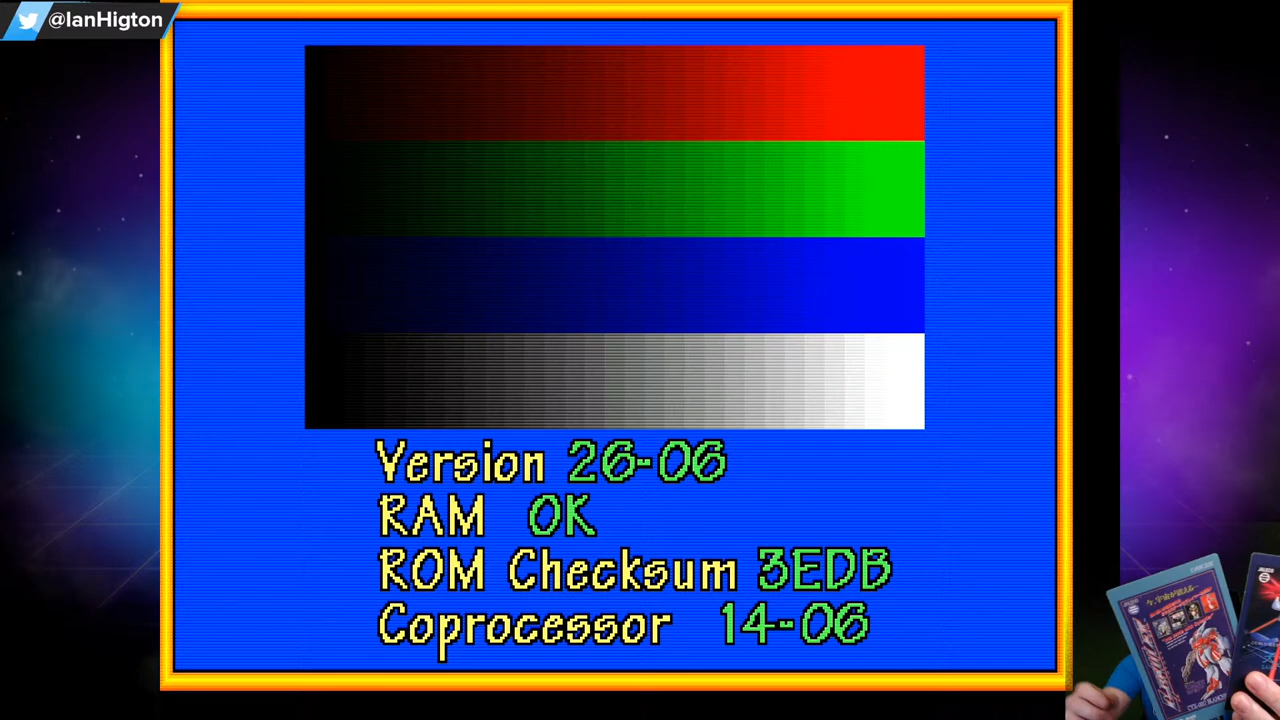 @IanHigton
Version 26-06
RAM OK
ROM Checksum 3EDB
Coprocessor 14-06